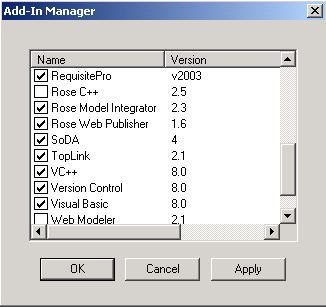 Add-In Manager
Name Version
RequisitePro v2003
Rose C++ 2.5
Rose Model Integrator 2.3
Rose Web Publisher 1.6
SoDA 4
TopLink 2.1
VC++ 8.0
Version Control 8.0
Visual Basic 8.0
Web Modeler 2.1
OK Cancel Apply